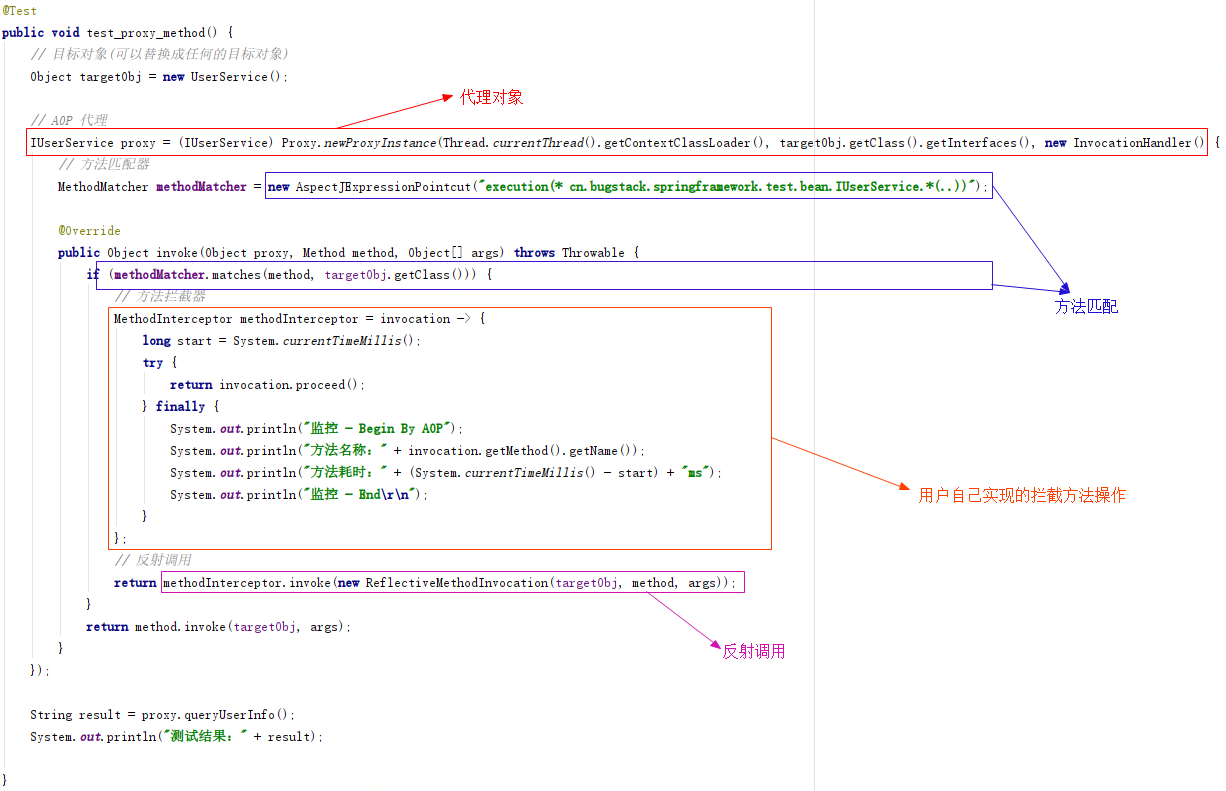 @Test
public void test_proxy_method() {
// 目标对象(可以替换成任何的目标对象)
Object targetObj = new UserService();
代理对象
// AOP 代理
IUserService proxy = (IUserService) Proxy.newProxyInstance(Thread.currentThread().getContextClassLoader(), targetObj.getClass().getInterfaces(), new InvocationHandler() {
// 方法匹配器
MethodMatcher methodMatcher = new AspectJExpressionPointcut("execution(* cn.bugstack.springframework.test.bean.IUserService.*(..))");
@Override
public Object invoke(Object proxy, Method method, Object[] args) throws Throwable {
if (methodMatcher.matches(method, targetObj.getClass())) {
// 方法拦截器
方法匹配
MethodInterceptor methodInterceptor = invocation -> {
long start = System.currentTimeMillis();
try {
return invocation.proceed();
} finally {
System.out.println("监控 - Begin By AOP");
System.out.println("方法名称：" + invocation.getMethod().getName());
System.out.println("方法耗时：" + (System.currentTimeMillis() - start) + "ms");
System.out.println("监控 - End\r\n");
用户自己实现的拦截方法操作
}
};
// 反射调用
return methodInterceptor.invoke(new ReflectiveMethodInvocation(targetObj, method, args));
}
return method.invoke(targetObj, args);
}
反射调用
});
String result = proxy.queryUserInfo();
System.out.println("测试结果：" + result);
}